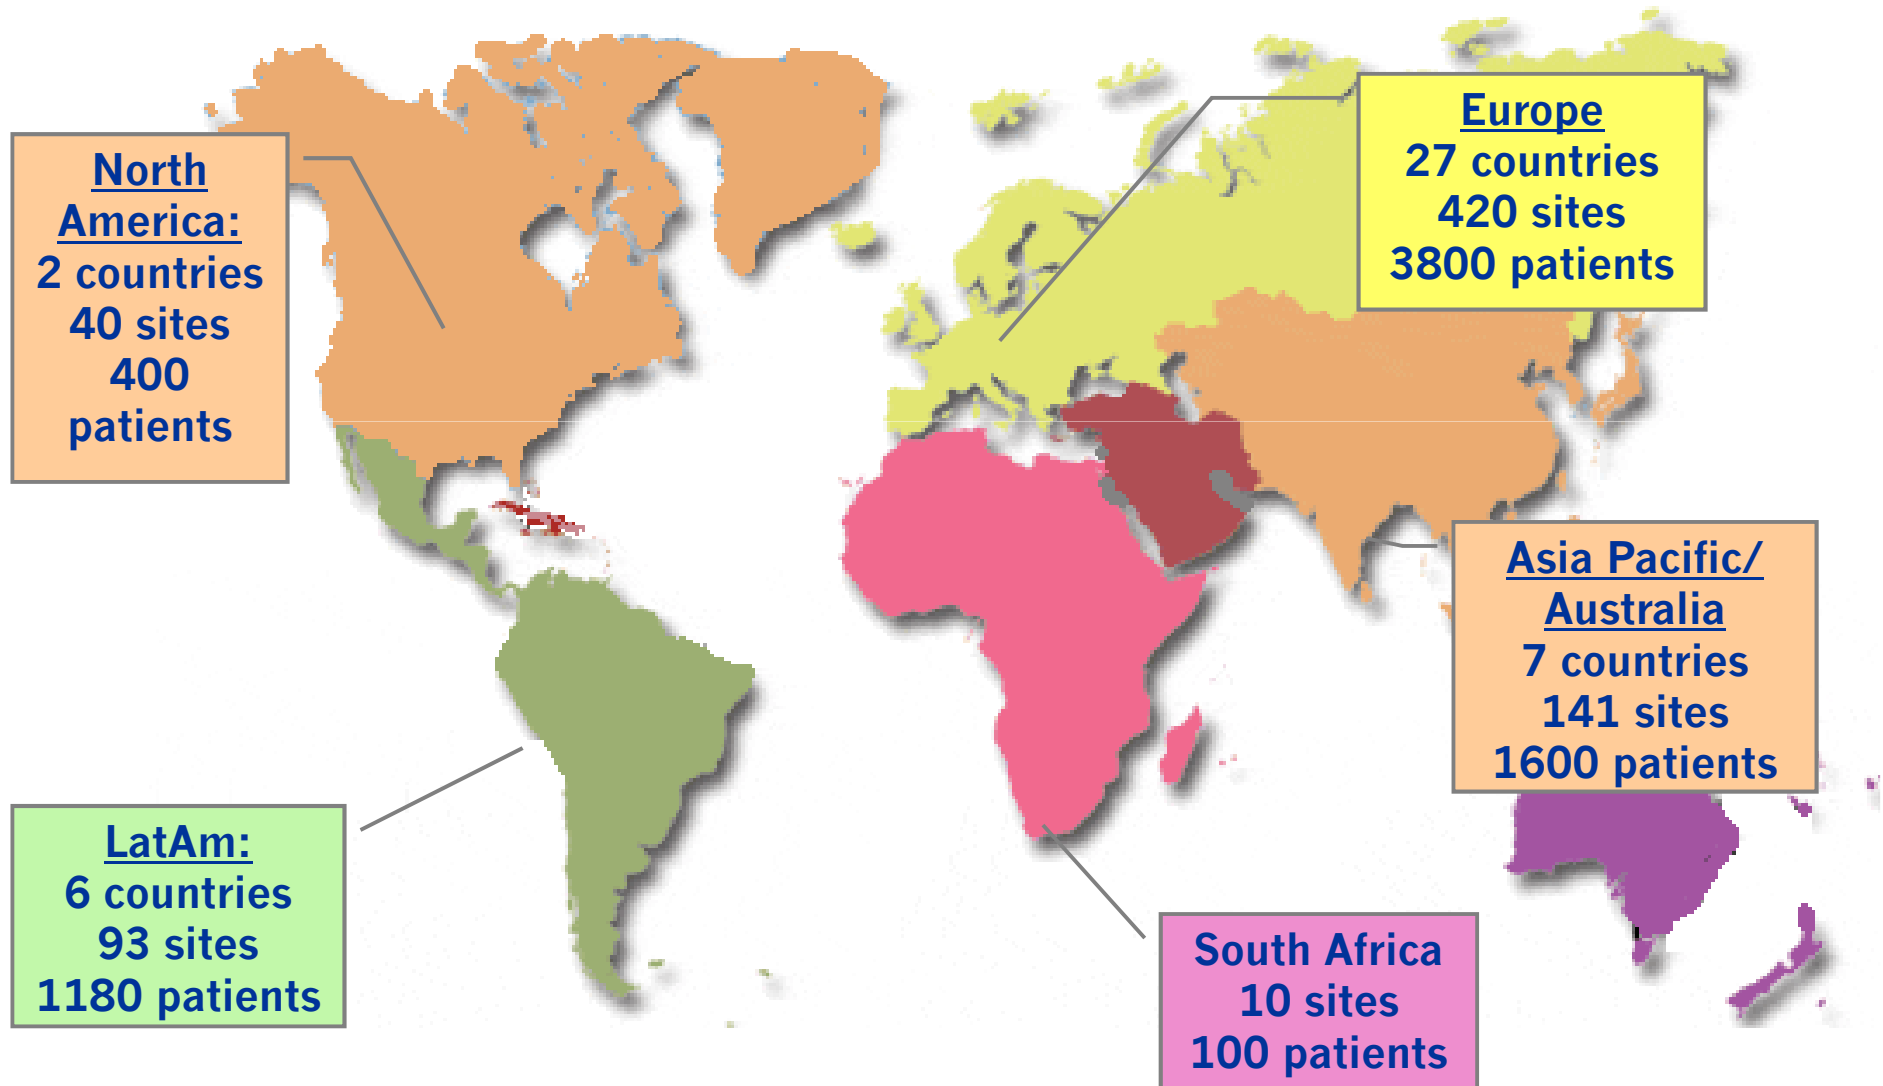 North
America:
2 countries
40 sites
400
patients
Europe
27 countries
420 sites
3800 patients
Asia Pacific/
Australia
7 countries
141 sites
1600 patients
LatAm:
6 countries
93 sites
1180 patients
South Africa
10 sites
100 patients